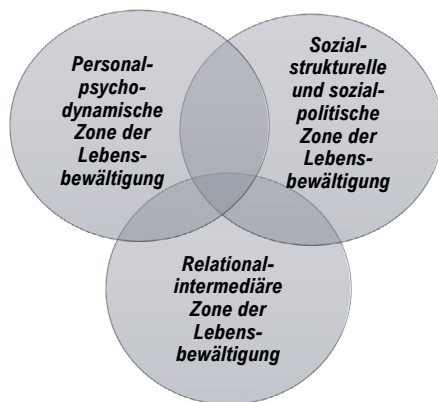 Personal-
psycho-
dynamische
Zone der
Lebens-
bewältigung
Sozial-
strukturelle
und sozial-
politische
Zone der
Lebens-
bewältigung
Relational-
intermediäre
Zone der
Lebens-
bewältigung